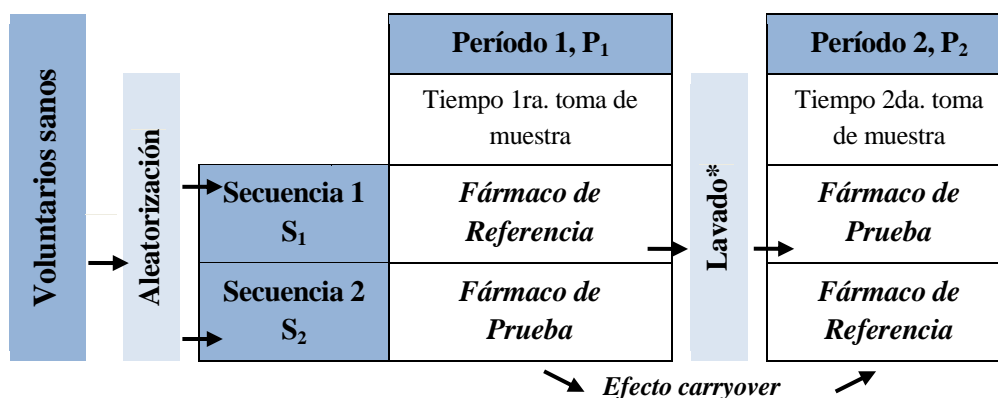 Voluntarios sanos
Aleatorización
Período 1, P₁
Período 2, P₂
Tiempo 1ra. toma de
muestra
Tiempo 2da. toma
de muestra
Secuencia 1
S₁
Fármaco de
Referencia
Lavado*
Fármaco de
Prueba
Secuencia 2
S₂
Fármaco de
Prueba
Fármaco de
Referencia
Efecto carryover